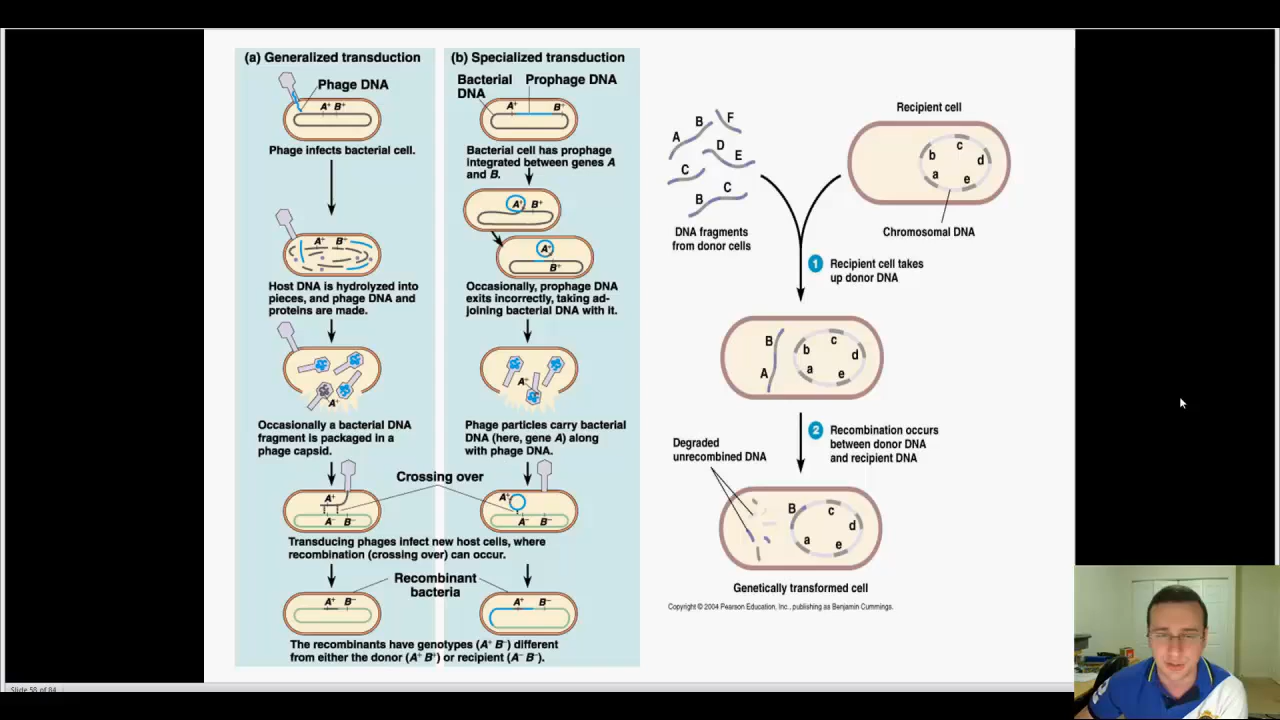 (a) Generalized transduction
Phage DNA
A+ B+
Phage infects bacterial cell.
A+ B−
Host DNA is hydrolyzed into
pieces, and phage DNA and
proteins are made.
A+
Occasionally a bacterial DNA
fragment is packaged in a
phage capsid.
(b) Specialized transduction
Bacterial
DNA
Prophage DNA
A+ B+
Bacterial cell has prophage
integrated between genes A
and B.
A+ B+
A+
B+
Occasionally, prophage DNA
exits incorrectly, taking ad-
joining bacterial DNA with it.
A+
Phage particles carry bacterial
DNA (here, gene A) along
with phage DNA.
Crossing over
A+
A− B−
A+
A− B−
Transducing phages infect new host cells, where
recombination (crossing over) can occur.
Recombinant
bacteria
A+ B−
A+ B−
The recombinants have genotypes (A+ B−) different
from either the donor (A+ B+) or recipient (A− B−).
A B F
C D E
B C
DNA fragments
from donor cells
Recipient cell
b c d
a e
Chromosomal DNA
1 Recipient cell takes
up donor DNA
B A
b c d
a e
2 Recombination occurs
between donor DNA
and recipient DNA
Degraded
unrecombined DNA
B c d
a e
Genetically transformed cell
Copyright © 2004 Pearson Education, Inc., publishing as Benjamin Cummings.
Slide 58 of 84